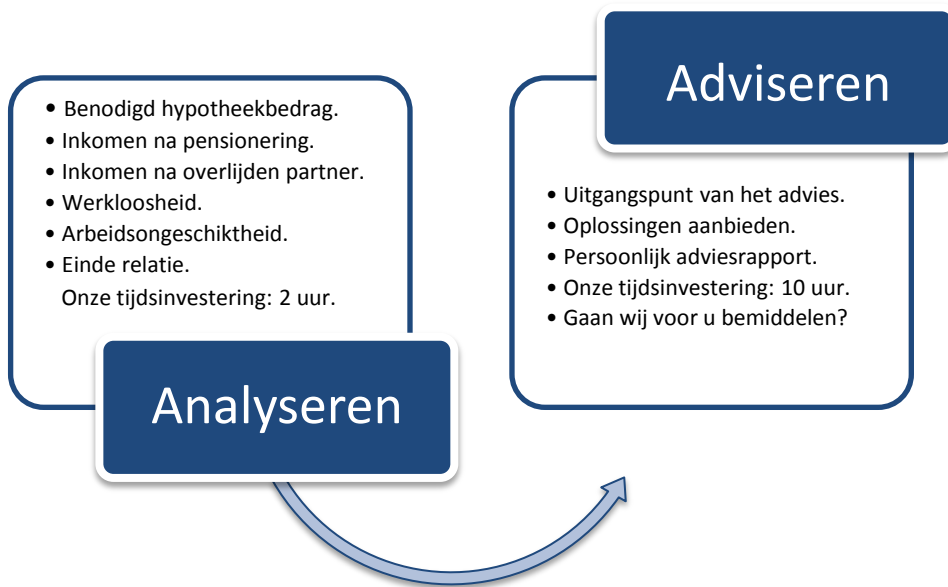 • Benodigd hypotheekbedrag.
• Inkomen na pensionering.
• Inkomen na overlijden partner.
• Werkloosheid.
• Arbeidsongeschiktheid.
• Einde relatie.
Onze tijdsinvestering: 2 uur.
Analyseren
Adviseren
• Uitgangspunt van het advies.
• Oplossingen aanbieden.
• Persoonlijk adviesrapport.
• Onze tijdsinvestering: 10 uur.
• Gaan wij voor u bemiddelen?